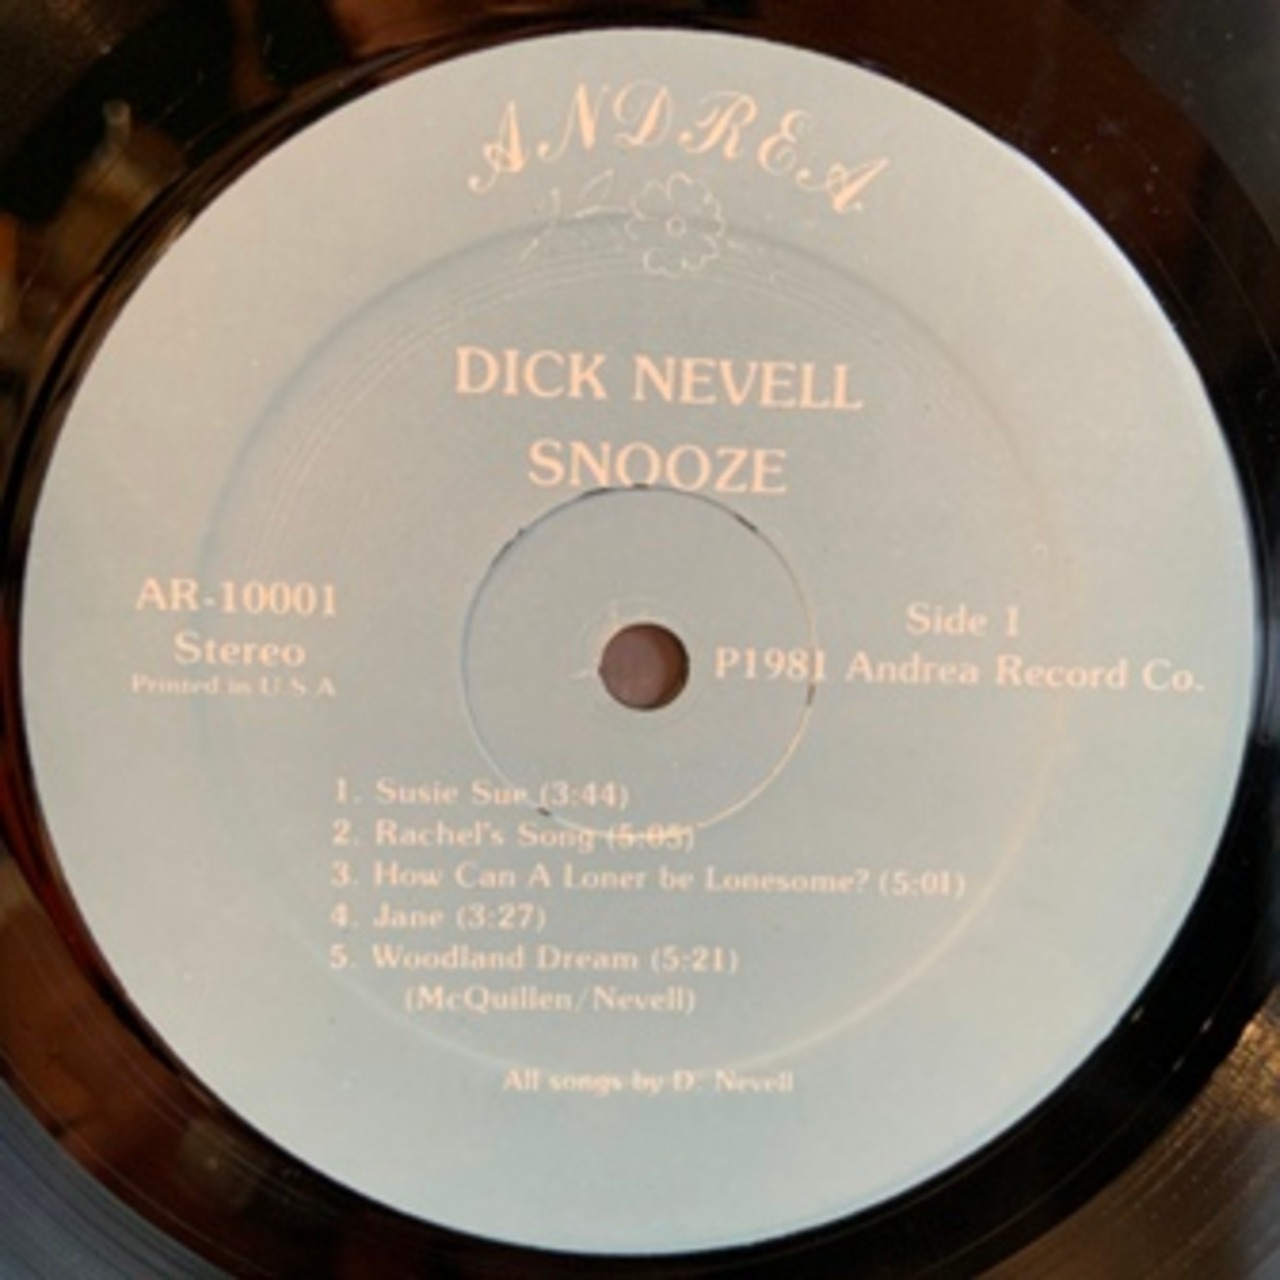 ANDREA
DICK NEVELL
SNOOZE
AR-10001
Stereo
Printed in U.S.A
Side 1
P1981 Andrea Record Co.
1. Susie Sue (3:44)
2. Rachel's Song (5:05)
3. How Can A Loner be Lonesome? (5:01)
4. Jane (3:27)
5. Woodland Dream (5:21)
(McQuillen/Nevell)
All songs by D. Nevell